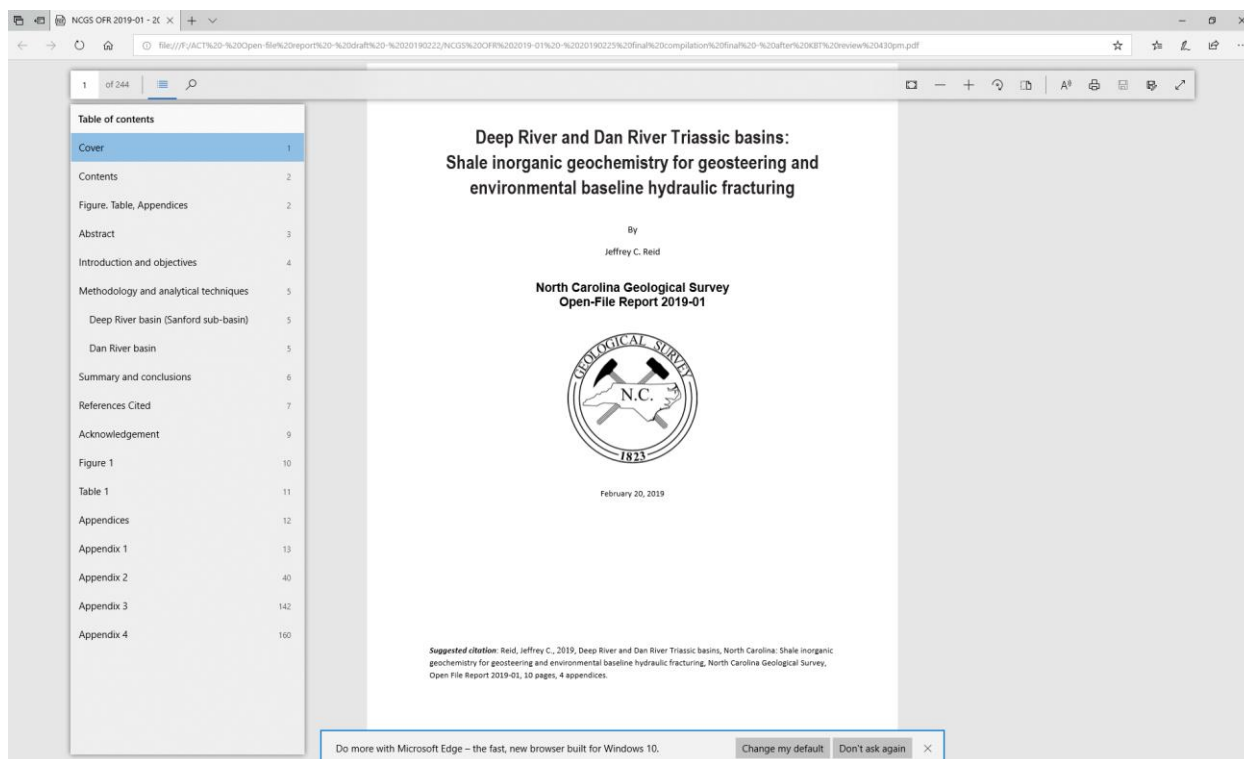 NCGS OFR 2019-01 - 2(
file:///F:/ACT%20-%20Open-file%20report%20-%20draft%20-%2020190222/NCGS%20OFR%202019-01%20-%2020190225%20final%20compilation%20final%20-%20after%20KBT%20review%20430pm.pdf
1 of 244
Table of contents
Cover 1
Contents 2
Figure. Table, Appendices 2
Abstract 3
Introduction and objectives 4
Methodology and analytical techniques 5
Deep River basin (Sanford sub-basin) 5
Dan River basin 5
Summary and conclusions 6
References Cited 7
Acknowledgement 9
Figure 1 10
Table 1 11
Appendices 12
Appendix 1 13
Appendix 2 40
Appendix 3 142
Appendix 4 160
Deep River and Dan River Triassic basins:
Shale inorganic geochemistry for geosteering and
environmental baseline hydraulic fracturing
By
Jeffrey C. Reid
North Carolina Geological Survey
Open-File Report 2019-01
GEOLOGICAL SURVEY
N.C.
1823
February 20, 2019
Suggested citation: Reid, Jeffrey C., 2019, Deep River and Dan River Triassic basins, North Carolina: Shale inorganic
geochemistry for geosteering and environmental baseline hydraulic fracturing, North Carolina Geological Survey,
Open File Report 2019-01, 10 pages, 4 appendices.
Do more with Microsoft Edge – the fast, new browser built for Windows 10.
Change my default Don't ask again